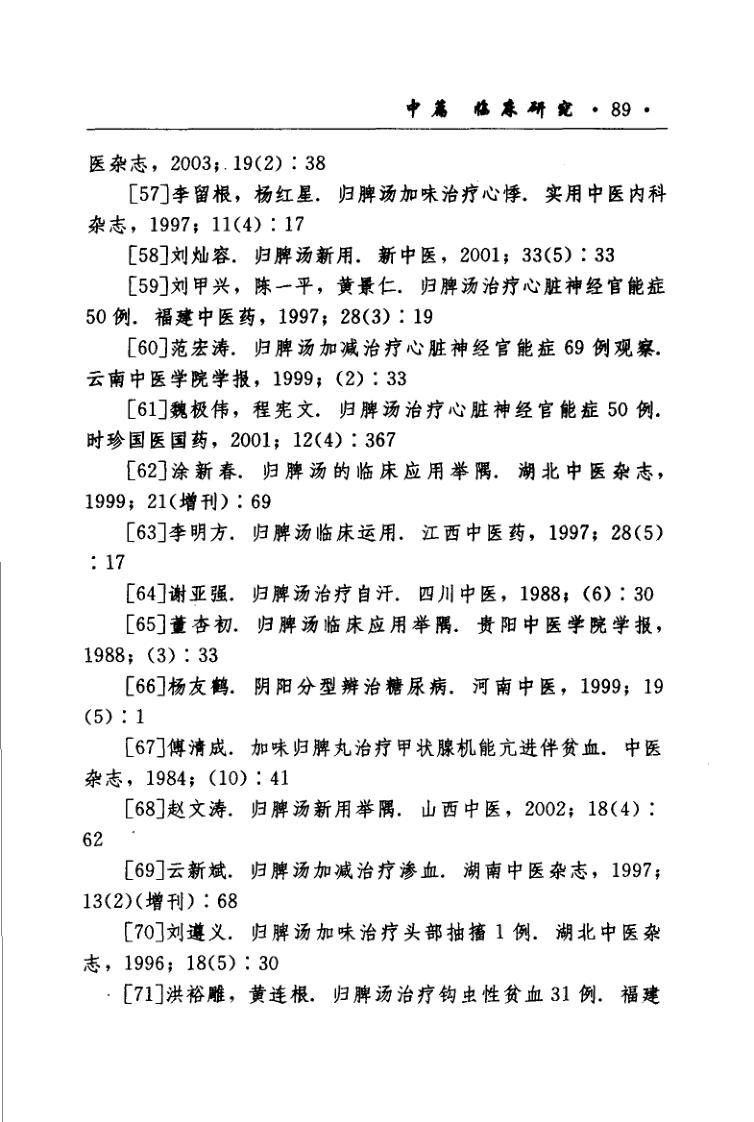 中篇 临床研究·89·
医杂志，2003；19(2)：38
[57]李留根，杨红星．归脾汤加味治疗心悸．实用中医内科
杂志，1997；11(4)：17
[58]刘灿容．归脾汤新用．新中医，2001；33(5)：33
[59]刘甲兴，陈一平，黄景仁．归脾汤治疗心脏神经官能症
50例．福建中医药，1997；28(3)：19
[60]范宏涛．归脾汤加减治疗心脏神经官能症69例观察．
云南中医学院学报，1999；(2)：33
[61]魏极伟，程宪文．归脾汤治疗心脏神经官能症50例．
时珍国医国药，2001；12(4)：367
[62]涂新春．归脾汤的临床应用举隅．湖北中医杂志，
1999；21(增刊)：69
[63]李明方．归脾汤临床运用．江西中医药，1997；28(5)
：17
[64]谢亚强．归脾汤治疗自汗．四川中医，1988；(6)：30
[65]董杏初．归脾汤临床应用举隅．贵阳中医学院学报，
1988；(3)：33
[66]杨友鹤．阴阳分型辨治糖尿病．河南中医，1999；19
(5)：1
[67]傅清成．加味归脾丸治疗甲状腺机能亢进伴贫血．中医
杂志，1984；(10)：41
[68]赵文涛．归脾汤新用举隅．山西中医，2002；18(4)：
62
[69]云新斌．归脾汤加减治疗渗血．湖南中医杂志，1997；
13(2)(增刊)：68
[70]刘遵义．归脾汤加味治疗头部抽搐1例．湖北中医杂
志，1996；18(5)：30
[71]洪裕雕，黄连根．归脾汤治疗钩虫性贫血31例．福建